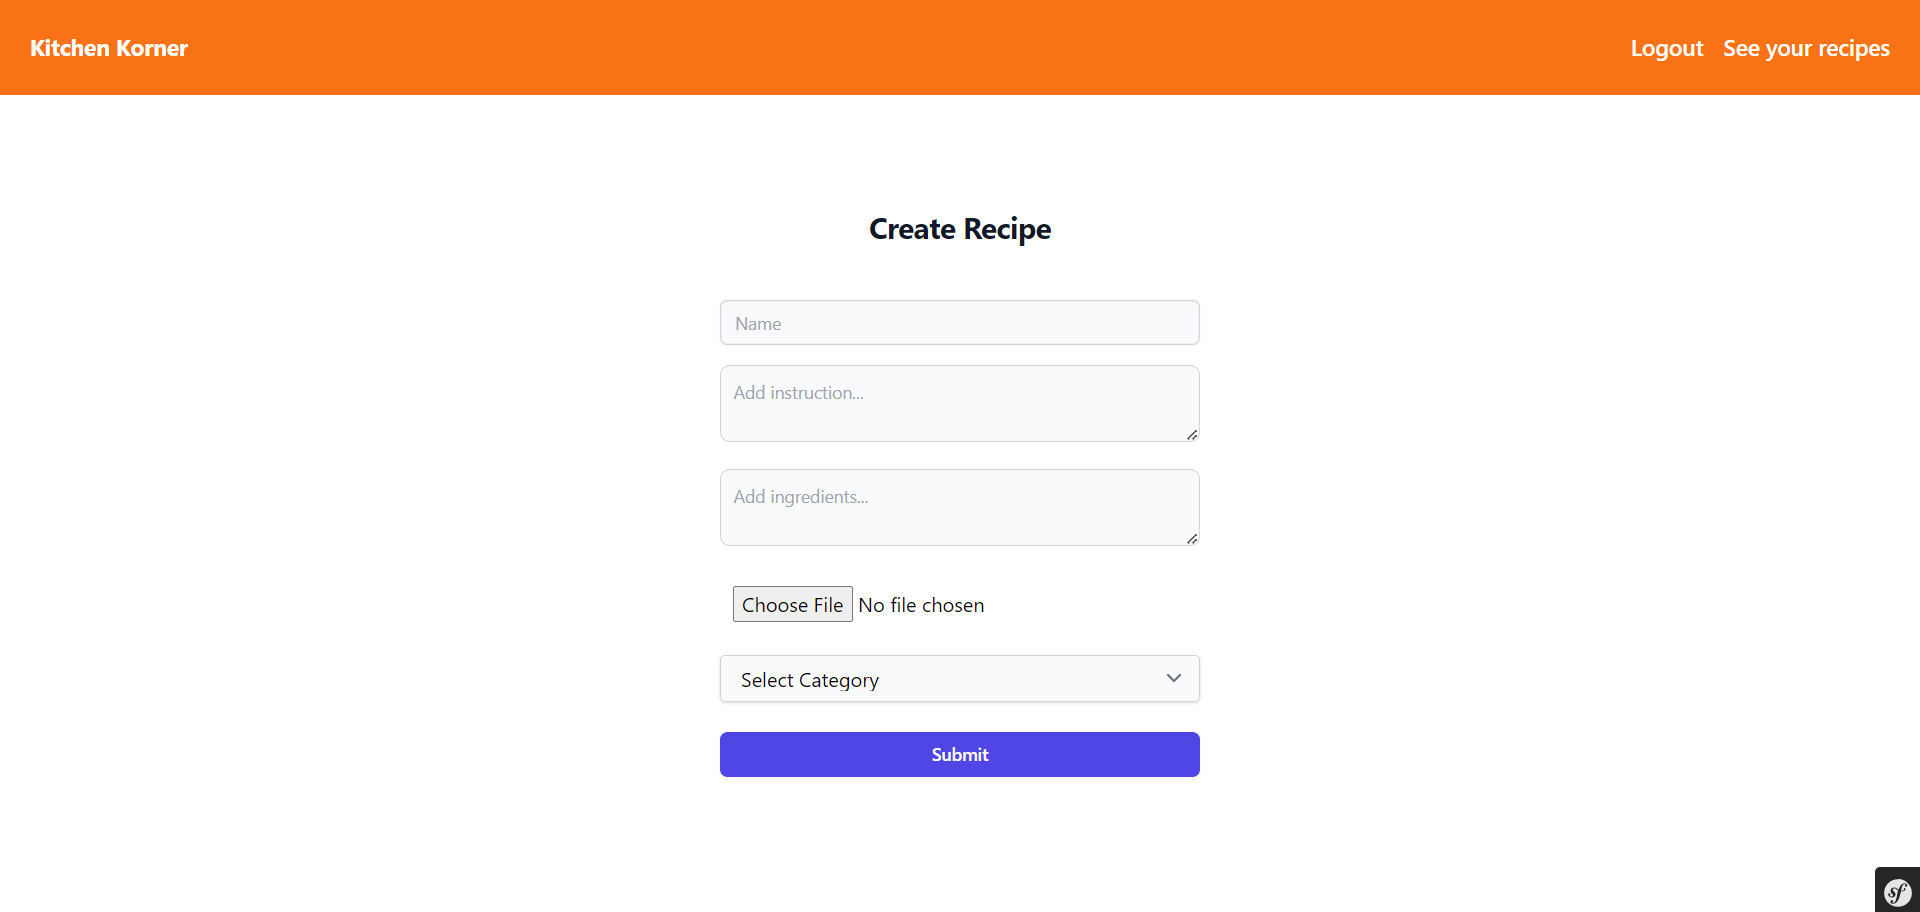 Kitchen Korner
Logout See your recipes
Create Recipe
Name
Add instruction...
Add ingredients...
Choose File No file chosen
Select Category
Submit
sf